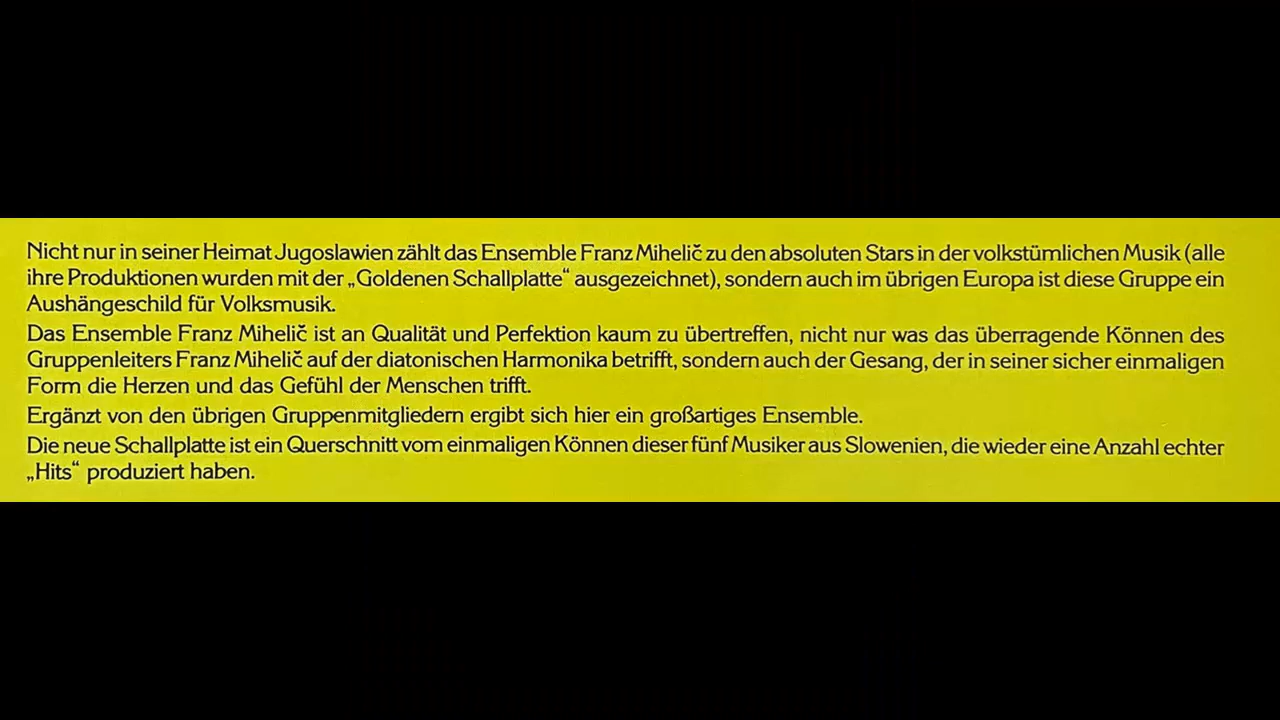 Nicht nur in seiner Heimat Jugoslawien zählt das Ensemble Franz Mihelič zu den absoluten Stars in der volkstümlichen Musik (alle
ihre Produktionen wurden mit der „Goldenen Schallplatte“ ausgezeichnet), sondern auch im übrigen Europa ist diese Gruppe ein
Aushängeschild für Volksmusik.
Das Ensemble Franz Mihelič ist an Qualität und Perfektion kaum zu übertreffen, nicht nur was das überragende Können des
Gruppenleiters Franz Mihelič auf der diatonischen Harmonika betrifft, sondern auch der Gesang, der in seiner sicher einmaligen
Form die Herzen und das Gefühl der Menschen trifft.
Ergänzt von den übrigen Gruppenmitgliedern ergibt sich hier ein großartiges Ensemble.
Die neue Schallplatte ist ein Querschnitt vom einmaligen Können dieser fünf Musiker aus Slowenien, die wieder eine Anzahl echter
„Hits“ produziert haben.